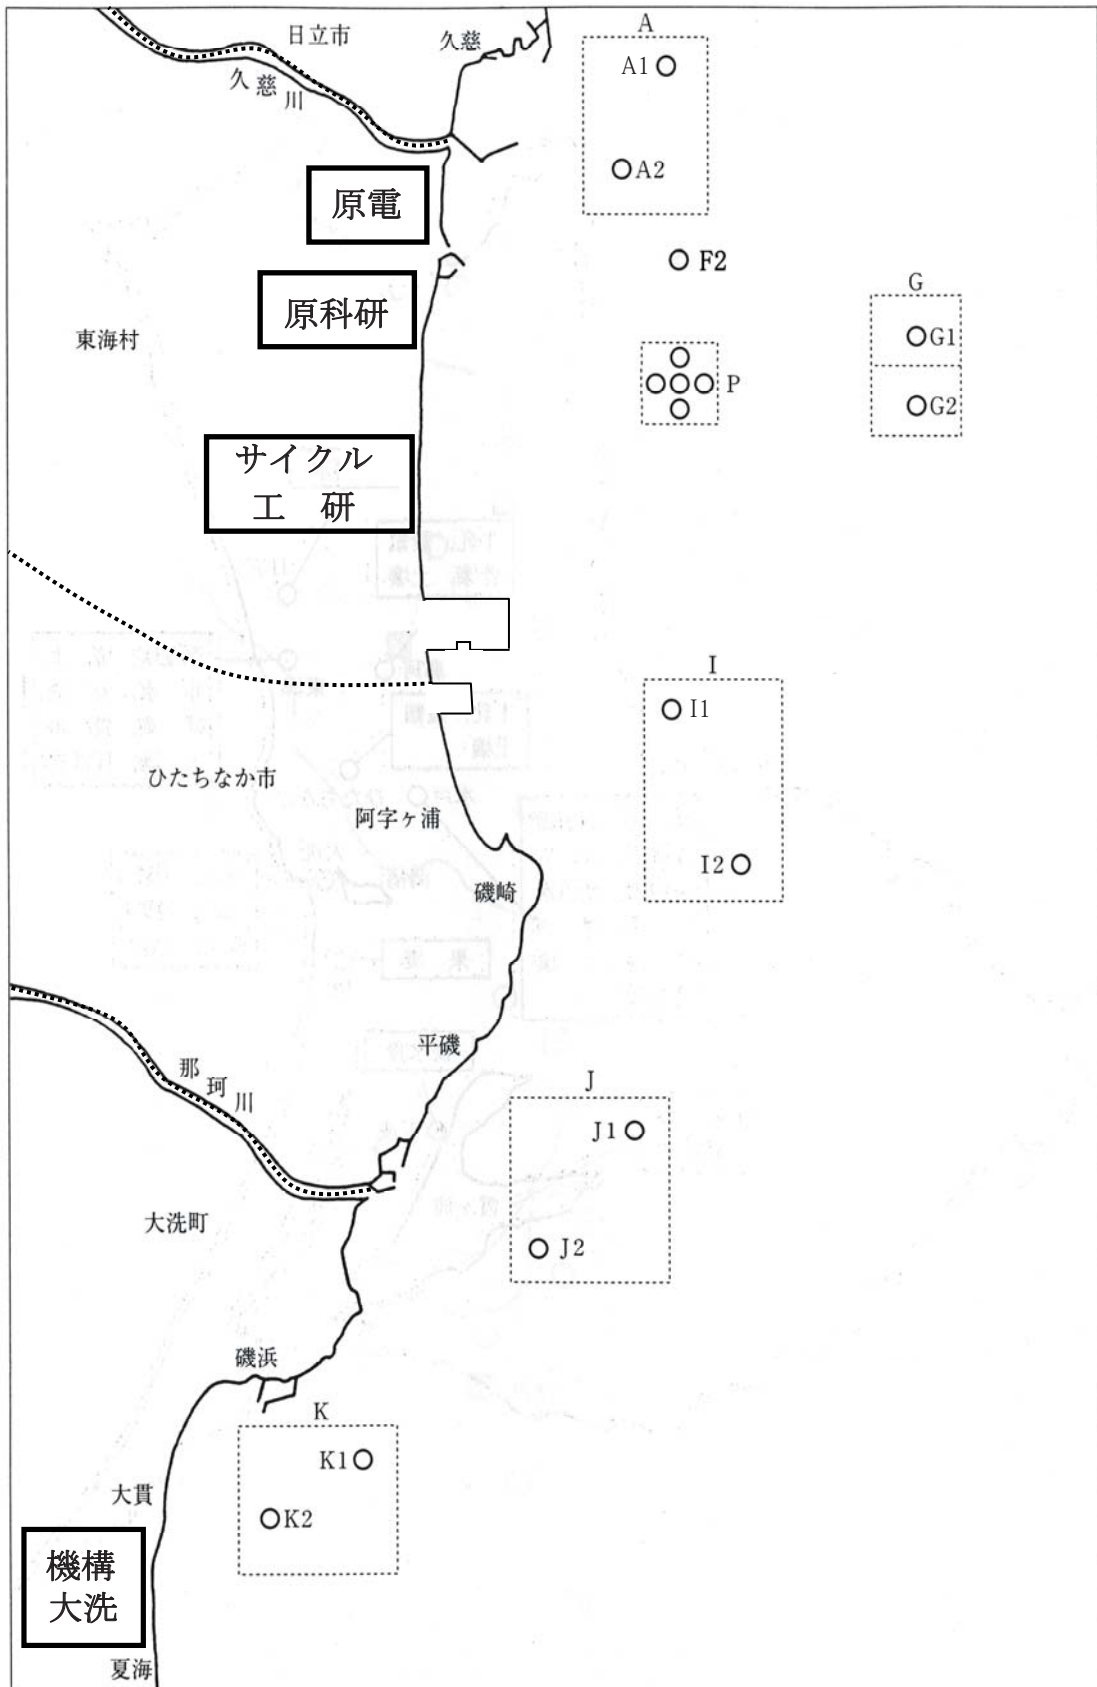 日立市
久慈
A
A1
久慈川
A2
原電
F2
原科研
G
G1
東海村
P
G2
サイクル
工 研
I
I1
ひたちなか市
阿字ヶ浦
I2
磯崎
平磯
那珂川
J
J1
大洗町
J2
磯浜
K
K1
大貫
K2
機構
大洗
夏海